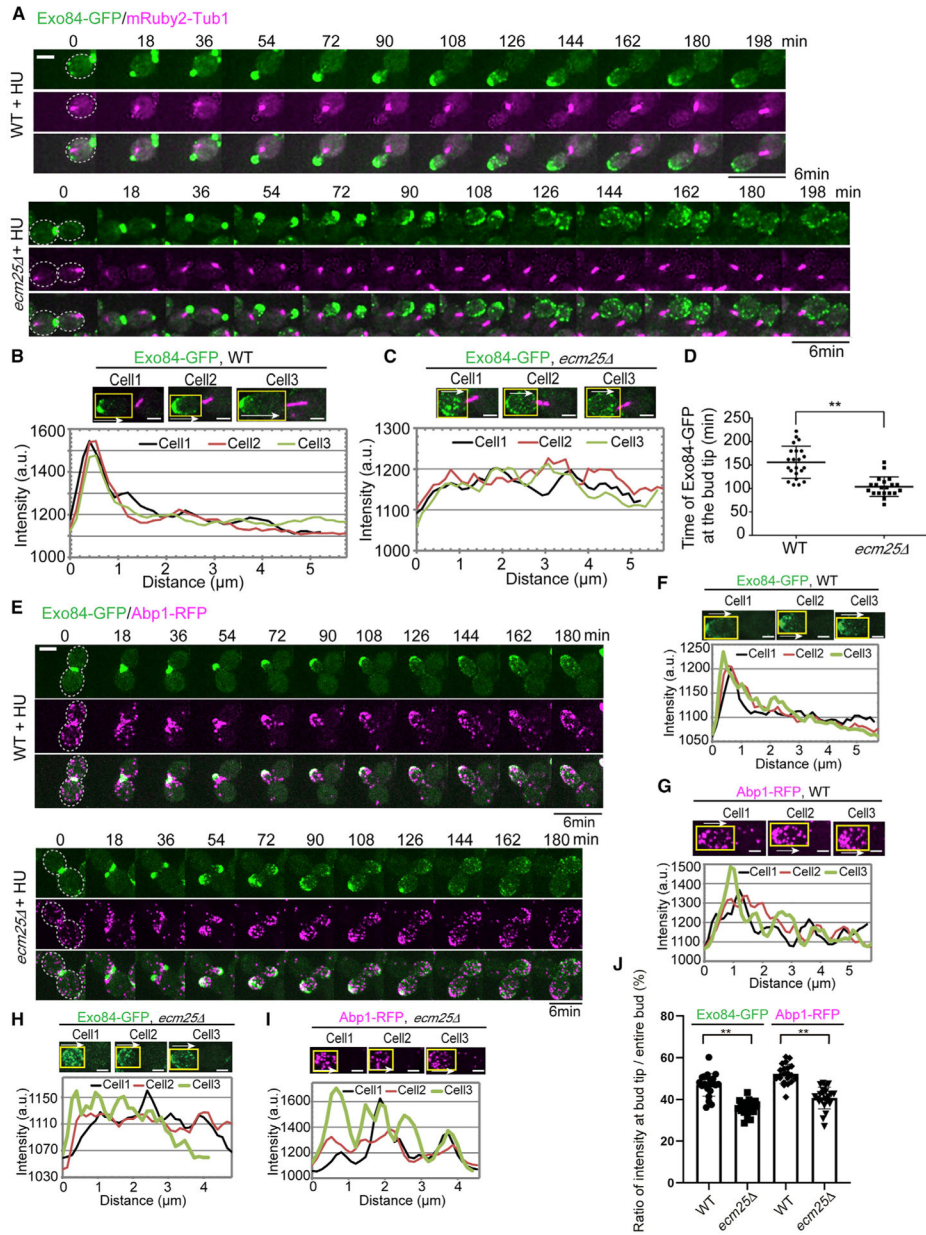 A
Exo84-GFP/mRuby2-Tub1
0 18 36 54 72 90 108 126 144 162 180 198 min
WT + HU
6min
0 18 36 54 72 90 108 126 144 162 180 198
ecm25Δ + HU
6min
B
Exo84-GFP, WT
Cell1 Cell2 Cell3
Cell1 Cell2 Cell3
Intensity (a.u.)
1600
1400
1200
1000
0 1 2 3 4 5
Distance (µm)
C
Exo84-GFP, ecm25Δ
Cell1 Cell2 Cell3
Cell1 Cell2 Cell3
Intensity (a.u.)
1300
1200
1100
1000
0 1 2 3 4 5
Distance (µm)
D
**
Time of Exo84-GFP
at the bud tip (min)
250
200
150
100
50
0
WT ecm25Δ
E
Exo84-GFP/Abp1-RFP
0 18 36 54 72 90 108 126 144 162 180 min
WT + HU
6min
0 18 36 54 72 90 108 126 144 162 180 min
ecm25Δ + HU
6min
F
Exo84-GFP, WT
Cell1 Cell2 Cell3
Cell1 Cell2 Cell3
Intensity (a.u.)
1250
1200
1150
1100
1050
0 1 2 3 4 5
Distance (µm)
G
Abp1-RFP, WT
Cell1 Cell2 Cell3
Cell1 Cell2 Cell3
Intensity (a.u.)
1500
1400
1300
1200
1100
1000
0 1 2 3 4 5
Distance (µm)
H
Exo84-GFP, ecm25Δ
Cell1 Cell2 Cell3
Cell1 Cell2 Cell3
Intensity (a.u.)
1150
1110
1070
1030
0 1 2 3 4
Distance (µm)
I
Abp1-RFP, ecm25Δ
Cell1 Cell2 Cell3
Cell1 Cell2 Cell3
Intensity (a.u.)
1600
1400
1200
1000
0 1 2 3 4
Distance (µm)
J
Exo84-GFP Abp1-RFP
** **
Ratio of intensity at bud tip / entire bud (%)
80
60
40
20
0
WT ecm25Δ WT ecm25Δ